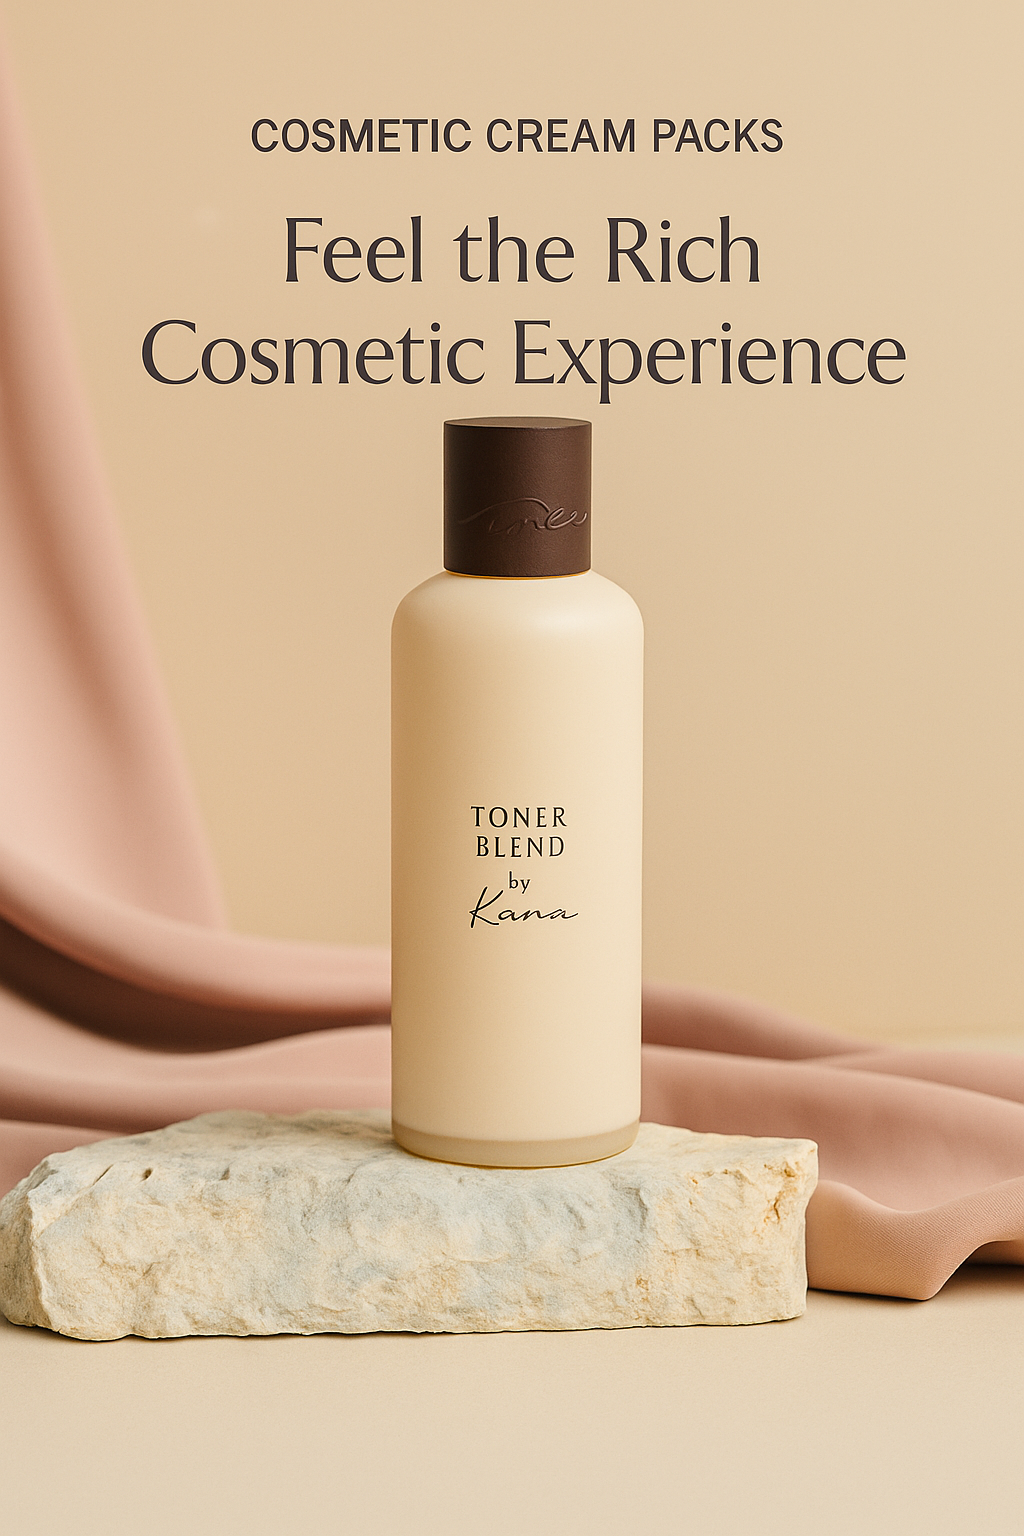 COSMETIC CREAM PACKS
Feel the Rich
Cosmetic Experience
TONER
BLEND
by
Kana